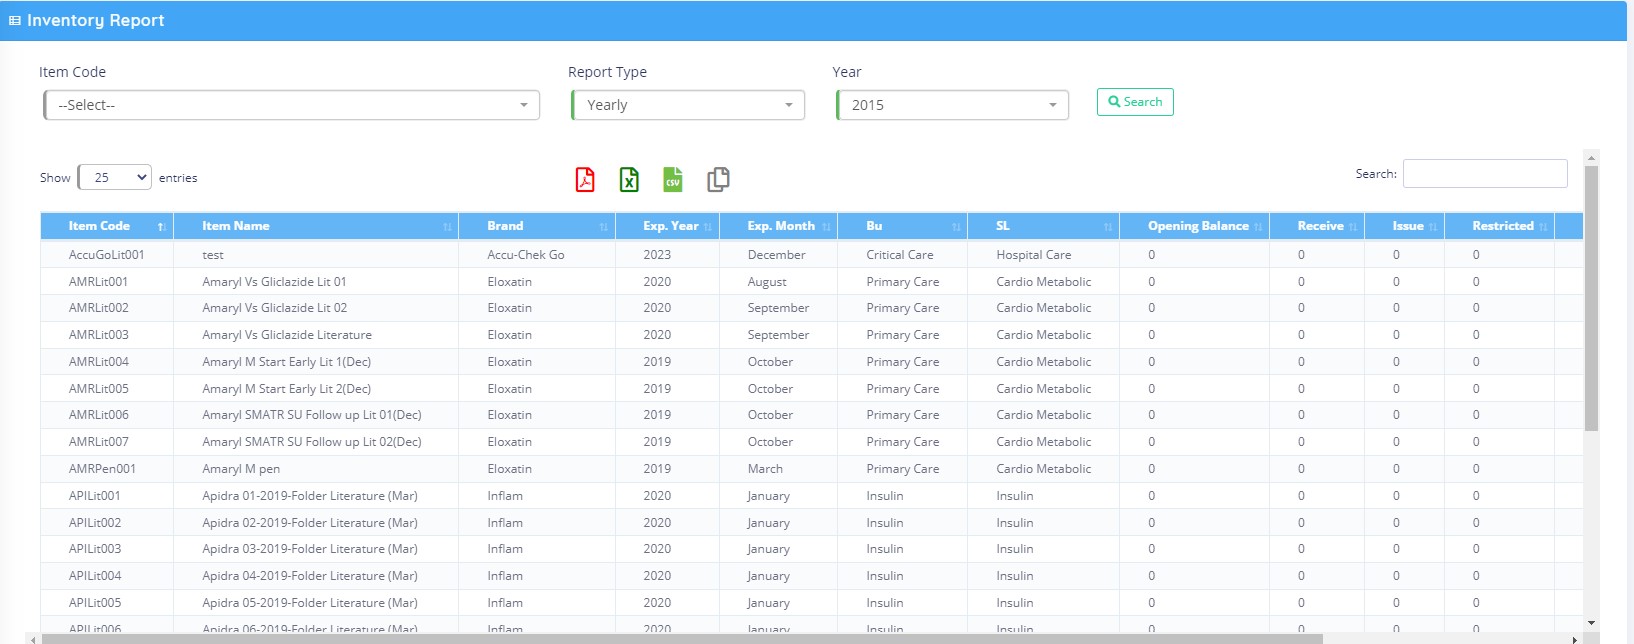 Inventory Report
Item Code Report Type Year
--Select-- Yearly 2015 Search
Show 25 entries CSV Search:
Item Code Item Name Brand Exp. Year Exp. Month Bu SL Opening Balance Receive Issue Restricted
AccuGoLit001 test Accu-Chek Go 2023 December Critical Care Hospital Care 0 0 0 0
AMRLit001 Amaryl Vs Gliclazide Lit 01 Eloxatin 2020 August Primary Care Cardio Metabolic 0 0 0 0
AMRLit002 Amaryl Vs Gliclazide Lit 02 Eloxatin 2020 September Primary Care Cardio Metabolic 0 0 0 0
AMRLit003 Amaryl Vs Gliclazide Literature Eloxatin 2020 September Primary Care Cardio Metabolic 0 0 0 0
AMRLit004 Amaryl M Start Early Lit 1(Dec) Eloxatin 2019 October Primary Care Cardio Metabolic 0 0 0 0
AMRLit005 Amaryl M Start Early Lit 2(Dec) Eloxatin 2019 October Primary Care Cardio Metabolic 0 0 0 0
AMRLit006 Amaryl SMATR SU Follow up Lit 01(Dec) Eloxatin 2019 October Primary Care Cardio Metabolic 0 0 0 0
AMRLit007 Amaryl SMATR SU Follow up Lit 02(Dec) Eloxatin 2019 October Primary Care Cardio Metabolic 0 0 0 0
AMRPen001 Amaryl M pen Eloxatin 2019 March Primary Care Cardio Metabolic 0 0 0 0
APILit001 Apidra 01-2019-Folder Literature (Mar) Inflam 2020 January Insulin Insulin 0 0 0 0
APILit002 Apidra 02-2019-Folder Literature (Mar) Inflam 2020 January Insulin Insulin 0 0 0 0
APILit003 Apidra 03-2019-Folder Literature (Mar) Inflam 2020 January Insulin Insulin 0 0 0 0
APILit004 Apidra 04-2019-Folder Literature (Mar) Inflam 2020 January Insulin Insulin 0 0 0 0
APILit005 Apidra 05-2019-Folder Literature (Mar) Inflam 2020 January Insulin Insulin 0 0 0 0
APILit006 Apidra 06-2019-Folder Literature (Mar) Inflam 2020 January Insulin Insulin 0 0 0 0